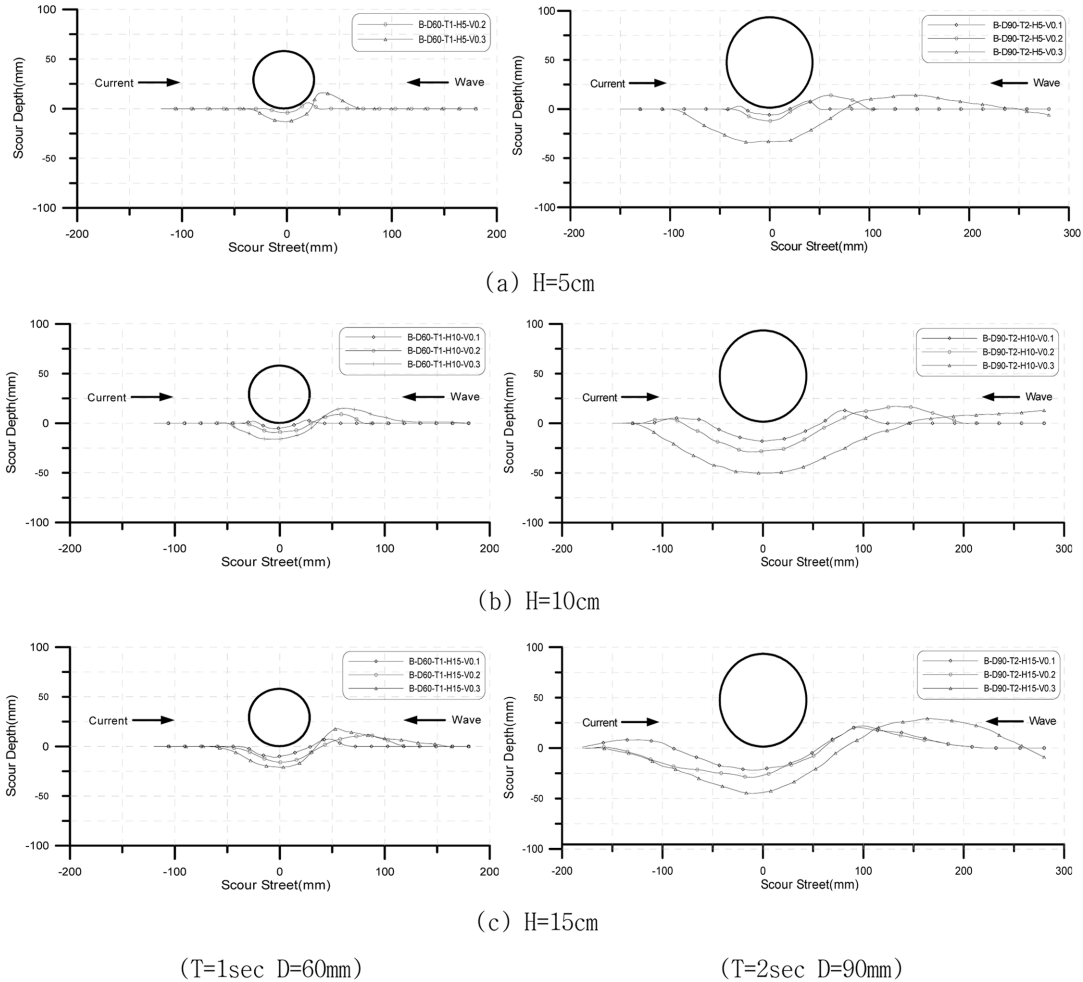 100
50
0
-50
-100
Scour Depth(mm)
B-D60-T1-H5-V0.2
B-D60-T1-H5-V0.3
Current
Wave
-200
-100
0
100
200
Scour Street(mm)
100
50
0
-50
-100
Scour Depth(mm)
B-D90-T2-H5-V0.1
B-D90-T2-H5-V0.2
B-D90-T2-H5-V0.3
Current
Wave
-200
-100
0
100
200
300
Scour Street(mm)
(a) H=5cm
100
50
0
-50
-100
Scour Depth(mm)
B-D60-T1-H10-V0.1
B-D60-T1-H10-V0.2
B-D60-T1-H10-V0.3
Current
Wave
-200
-100
0
100
200
Scour Street(mm)
100
50
0
-50
-100
Scour Depth(mm)
B-D90-T2-H10-V0.1
B-D90-T2-H10-V0.2
B-D90-T2-H10-V0.3
Current
Wave
-200
-100
0
100
200
300
Scour Street(mm)
(b) H=10cm
100
50
0
-50
-100
Scour Depth(mm)
B-D60-T1-H15-V0.1
B-D60-T1-H15-V0.2
B-D60-T1-H15-V0.3
Current
Wave
-200
-100
0
100
200
Scour Street(mm)
100
50
0
-50
-100
Scour Depth(mm)
B-D90-T2-H15-V0.1
B-D90-T2-H15-V0.2
B-D90-T2-H15-V0.3
Current
Wave
-200
-100
0
100
200
300
Scour Street(mm)
(c) H=15cm
(T=1sec D=60mm)
(T=2sec D=90mm)